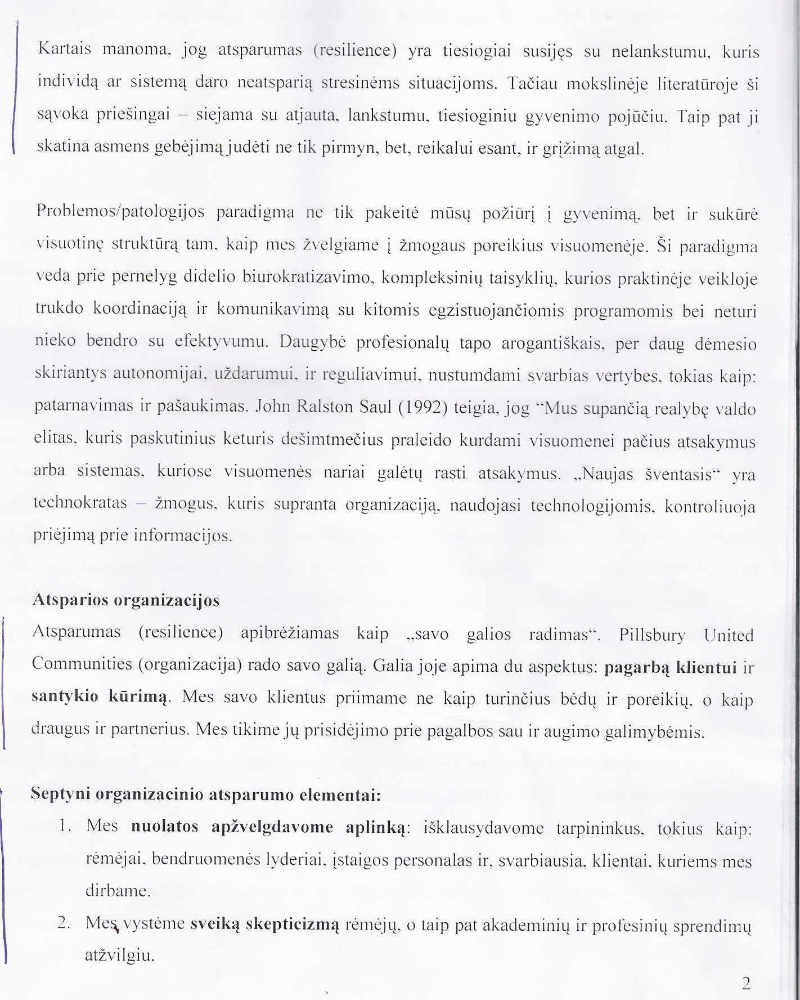 Kartais manoma, jog atsparumas (resilience) yra tiesiogiai susijęs su nelankstumu, kuris
individą ar sistemą daro neatsparią stresinėms situacijoms. Tačiau mokslinėje literatūroje ši
sąvoka priešingai – siejama su atjauta, lankstumu, tiesioginiu gyvenimo pojūčiu. Taip pat ji
skatina asmens gebėjimą judėti ne tik pirmyn, bet, reikalui esant, ir grįžimą atgal.
Problemos/patologijos paradigma ne tik pakeitė mūsų požiūrį į gyvenimą, bet ir sukūrė
visuotinę struktūrą tam, kaip mes žvelgiame į žmogaus poreikius visuomenėje. Ši paradigma
veda prie pernelyg didelio biurokratizavimo, kompleksinių taisyklių, kurios praktinėje veikloje
trukdo koordinaciją ir komunikavimą su kitomis egzistuojančiomis programomis bei neturi
nieko bendro su efektyvumu. Daugybė profesionalų tapo arogantiškais, per daug dėmesio
skiriantys autonomijai, uždarumui, ir reguliavimui, nustumdami svarbias vertybes, tokias kaip:
patarnavimas ir pašaukimas. John Ralston Saul (1992) teigia, jog “Mus supančią realybę valdo
elitas, kuris paskutinius keturis dešimtmečius praleido kurdami visuomenei pačius atsakymus
arba sistemas, kuriose visuomenės nariai galėtų rasti atsakymus. „Naujas šventasis“ yra
technokratas – žmogus, kuris supranta organizaciją, naudojasi technologijomis, kontroliuoja
priėjimą prie informacijos.
Atsparios organizacijos
Atsparumas (resilience) apibrėžiamas kaip „savo galios radimas“. Pillsbury United
Communities (organizacija) rado savo galią. Galia joje apima du aspektus: pagarbą klientui ir
santykio kūrimą. Mes savo klientus priimame ne kaip turinčius bėdų ir poreikių, o kaip
draugus ir partnerius. Mes tikime jų prisidėjimo prie pagalbos sau ir augimo galimybėmis.
Septyni organizacinio atsparumo elementai:
1. Mes nuolatos apžvelgdavome aplinką: išklausydavome tarpininkus, tokius kaip:
rėmėjai, bendruomenės lyderiai, įstaigos personalas ir, svarbiausia, klientai, kuriems mes
dirbame.
2. Mes vystėme sveiką skepticizmą rėmėjų, o taip pat akademinių ir profesinių sprendimų
atžvilgiu.
2